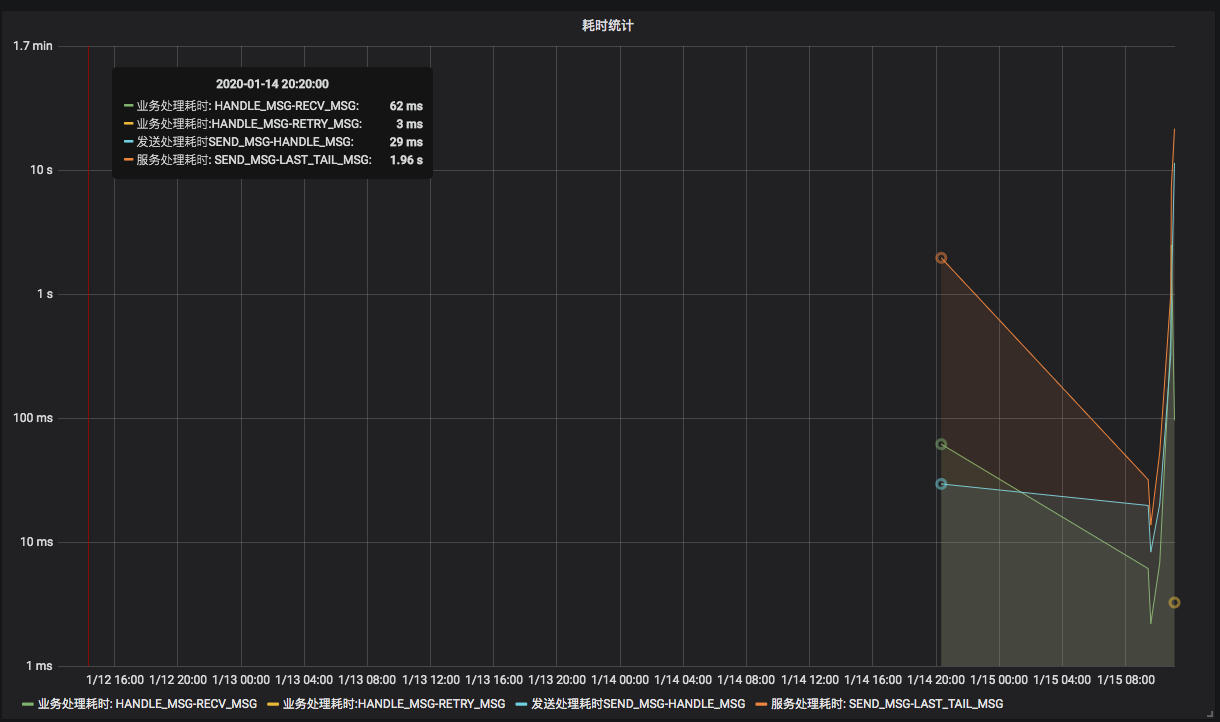 耗时统计
1.7 min
2020-01-14 20:20:00
业务处理耗时: HANDLE_MSG-RECV_MSG: 62 ms
业务处理耗时:HANDLE_MSG-RETRY_MSG: 3 ms
发送处理耗时SEND_MSG-HANDLE_MSG: 29 ms
服务处理耗时: SEND_MSG-LAST_TAIL_MSG: 1.96 s
10 s
1 s
100 ms
10 ms
1 ms
1/12 16:00 1/12 20:00 1/13 00:00 1/13 04:00 1/13 08:00 1/13 12:00 1/13 16:00 1/13 20:00 1/14 00:00 1/14 04:00 1/14 08:00 1/14 12:00 1/14 16:00 1/14 20:00 1/15 00:00 1/15 04:00 1/15 08:00
业务处理耗时: HANDLE_MSG-RECV_MSG 业务处理耗时:HANDLE_MSG-RETRY_MSG 发送处理耗时SEND_MSG-HANDLE_MSG 服务处理耗时: SEND_MSG-LAST_TAIL_MSG